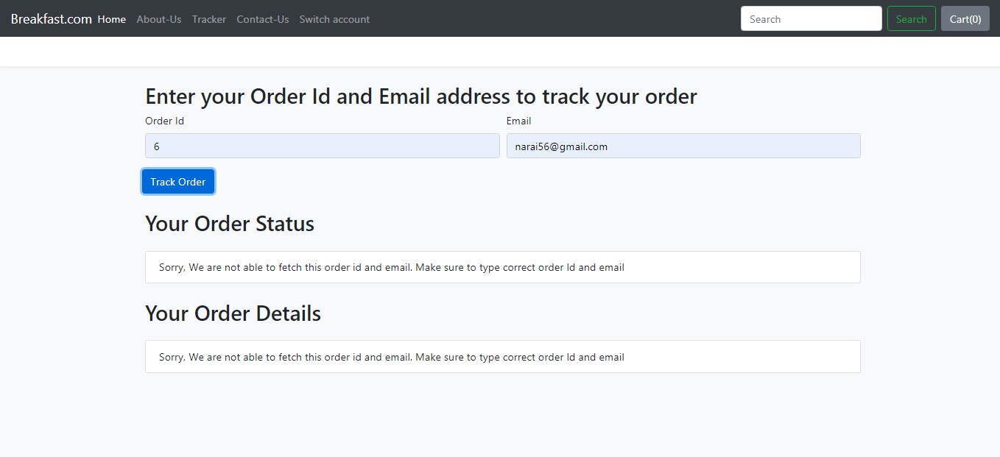 Breakfast.com Home About-Us Tracker Contact-Us Switch account Search Search Cart(0)
Enter your Order Id and Email address to track your order
Order Id Email
6 narai56@gmail.com
Track Order
Your Order Status
Sorry, We are not able to fetch this order id and email. Make sure to type correct order Id and email
Your Order Details
Sorry, We are not able to fetch this order id and email. Make sure to type correct order Id and email